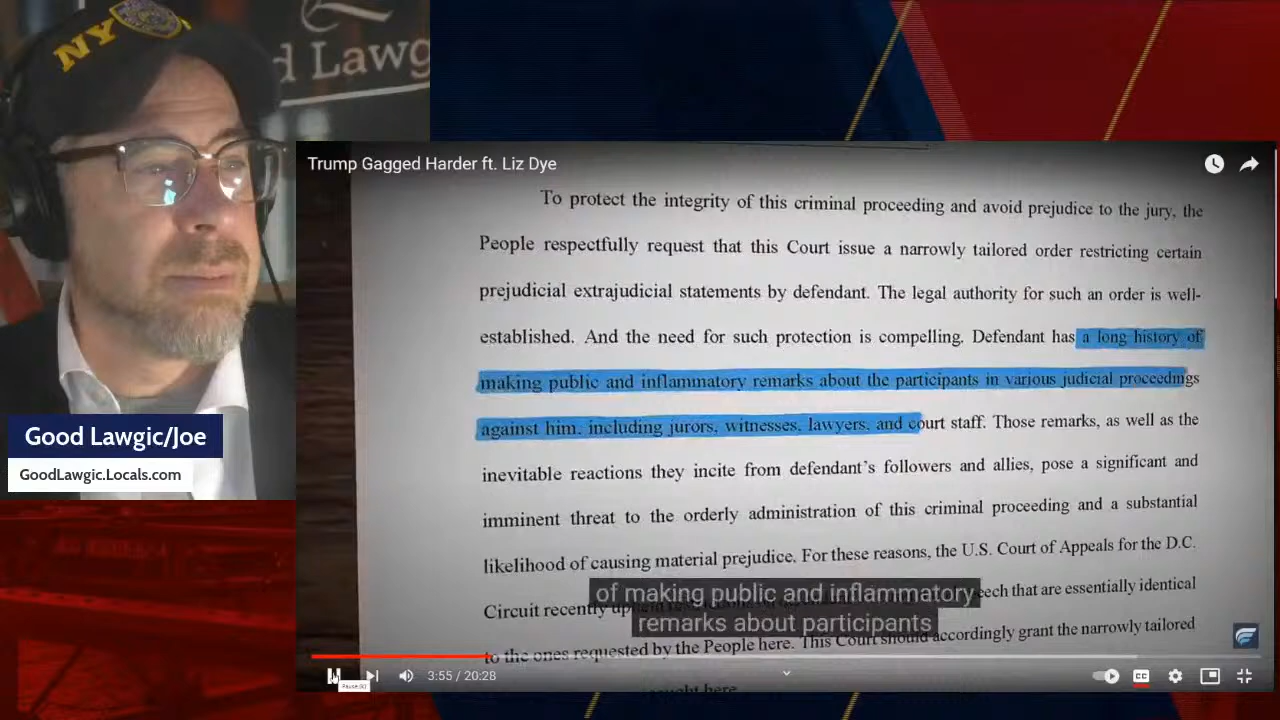 NY
d Lawg
Good Lawgic/Joe
GoodLawgic.Locals.com
Trump Gagged Harder ft. Liz Dye
To protect the integrity of this criminal proceeding and avoid prejudice to the jury, the
People respectfully request that this Court issue a narrowly tailored order restricting certain
prejudicial extrajudicial statements by defendant. The legal authority for such an order is well-
established. And the need for such protection is compelling. Defendant has a long history of
making public and inflammatory remarks about the participants in various judicial proceedings
against him, including jurors, witnesses, lawyers, and court staff. Those remarks, as well as the
inevitable reactions they incite from defendant's followers and allies, pose a significant and
imminent threat to the orderly administration of this criminal proceeding and a substantial
likelihood of causing material prejudice. For these reasons, the U.S. Court of Appeals for the D.C.
Circuit recently eech that are essentially identical
to the ones requested by the People here. This Court should accordingly grant the narrowly tailored
here.
of making public and inflammatory
remarks about participants
3:55 / 20:28
Pause (k)
CC